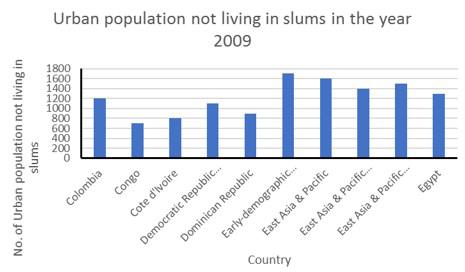 Urban population not living in slums in the year
2009
No. of Urban population not living in
slums
1800
1600
1400
1200
1000
800
600
400
200
0
Colombia
Congo
Cote d'Ivoire
Democratic Republic...
Dominican Republic
Early-demographic...
East Asia & Pacific
East Asia & Pacific...
East Asia & Pacific...
Egypt
Country